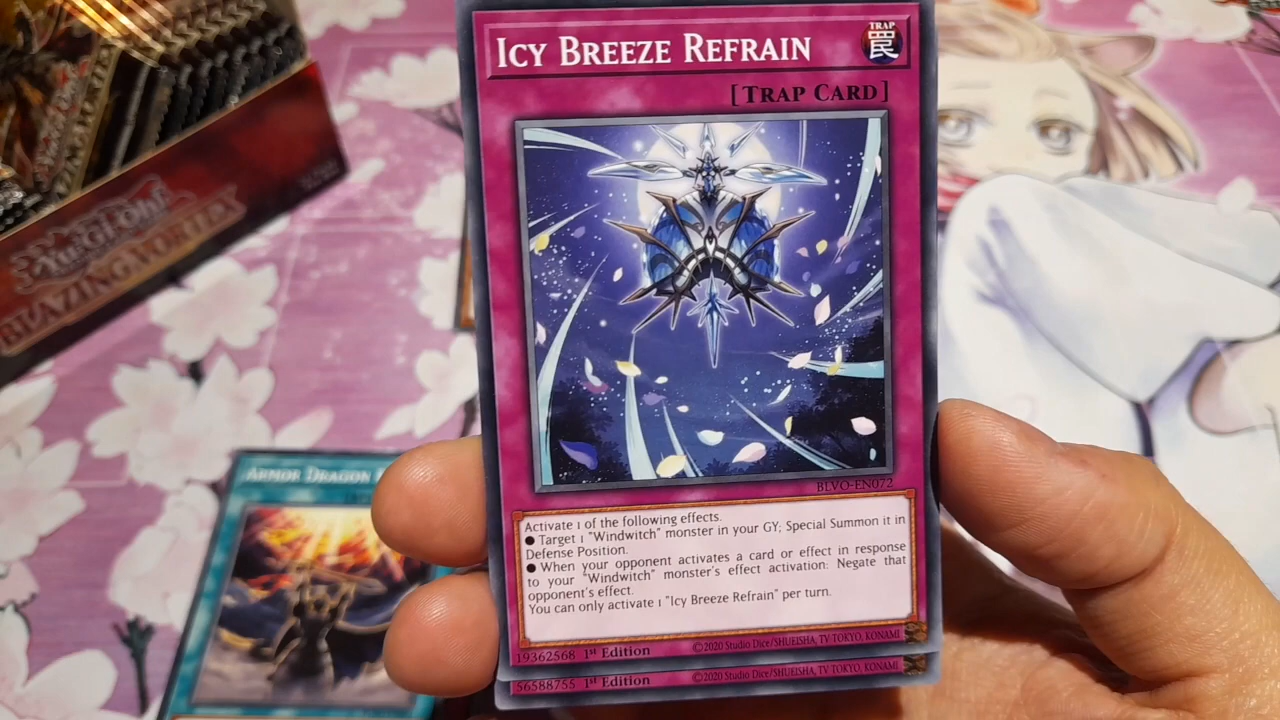 ICY BREEZE REFRAIN
TRAP
罠
[TRAP CARD]
BLVO-EN072
Activate 1 of the following effects.
● Target 1 "Windwitch" monster in your GY; Special Summon it in
Defense Position.
● When your opponent activates a card or effect in response
to your "Windwitch" monster's effect activation: Negate that
opponent's effect.
You can only activate 1 "Icy Breeze Refrain" per turn.
19362568 1st Edition ©2020 Studio Dice/SHUEISHA, TV TOKYO, KONAMI
56588755 1st Edition ©2020 Studio Dice/SHUEISHA, TV TOKYO, KONAMI
Yu-Gi-Oh!
BLAZING VORTEX
ARMOR DRAGON